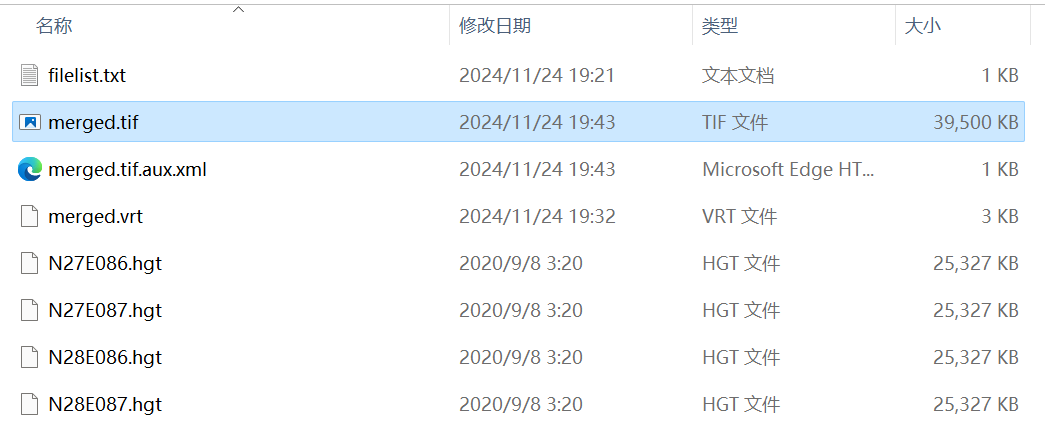 名称 修改日期 类型 大小
filelist.txt 2024/11/24 19:21 文本文档 1 KB
merged.tif 2024/11/24 19:43 TIF 文件 39,500 KB
merged.tif.aux.xml 2024/11/24 19:43 Microsoft Edge HT... 1 KB
merged.vrt 2024/11/24 19:32 VRT 文件 3 KB
N27E086.hgt 2020/9/8 3:20 HGT 文件 25,327 KB
N27E087.hgt 2020/9/8 3:20 HGT 文件 25,327 KB
N28E086.hgt 2020/9/8 3:20 HGT 文件 25,327 KB
N28E087.hgt 2020/9/8 3:20 HGT 文件 25,327 KB